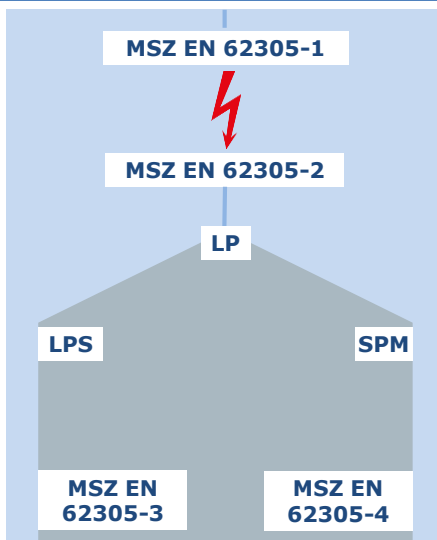 MSZ EN 62305-1
MSZ EN 62305-2
LP
LPS
SPM
MSZ EN
62305-3
MSZ EN
62305-4